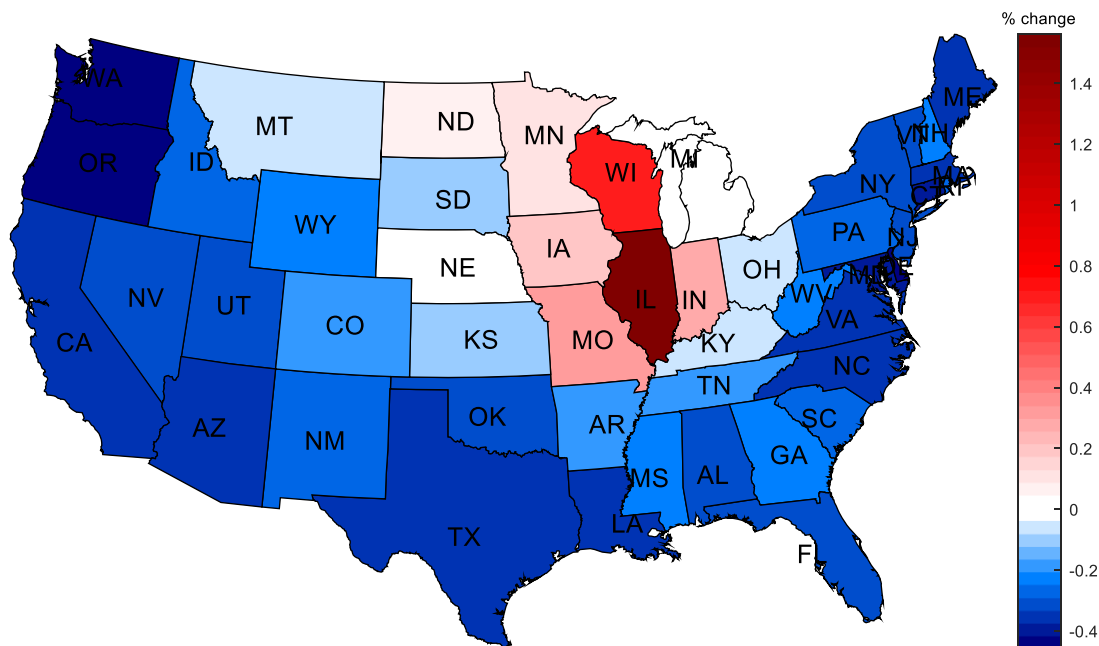 % change
1.4
1.2
1
0.8
0.6
0.4
0.2
0
-0.2
-0.4
WA
MT
ND
MN
ME
OR
ID
WI
MI
VT
NH
SD
NY
MA
CT
RI
WY
NE
IA
PA
NJ
NV
UT
CO
KS
MO
IL
IN
OH
WV
MD
DE
VA
CA
KY
AZ
NM
OK
AR
TN
NC
SC
TX
LA
MS
AL
GA